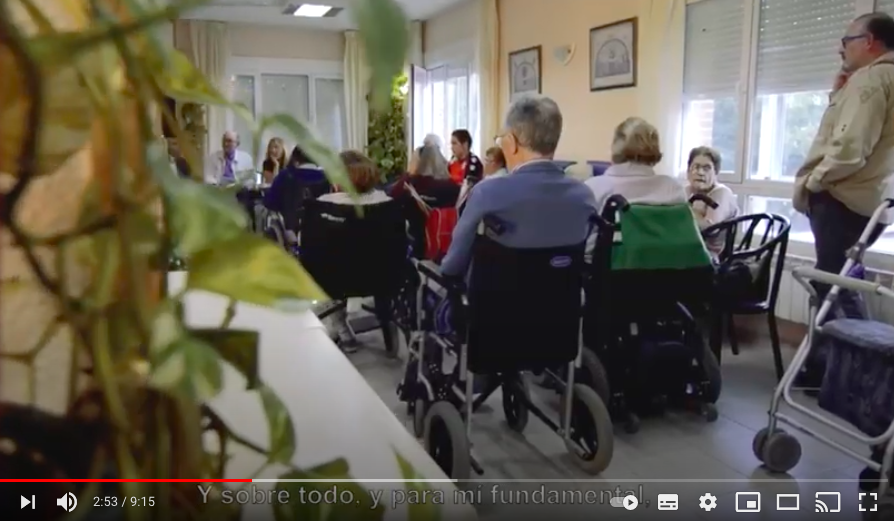 Y sobre todo. y para mí fundamental,
2:53 / 9:15